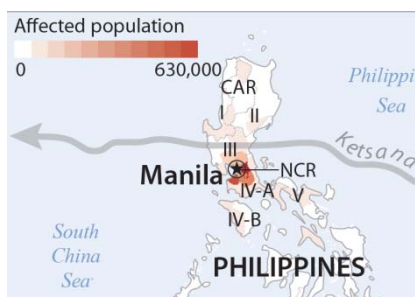 Affected population
0 630,000
Philippi
Sea
CAR
I
II
Ketsana
III
Manila
NCR
IV-A
V
IV-B
South
China
Sea
PHILIPPINES